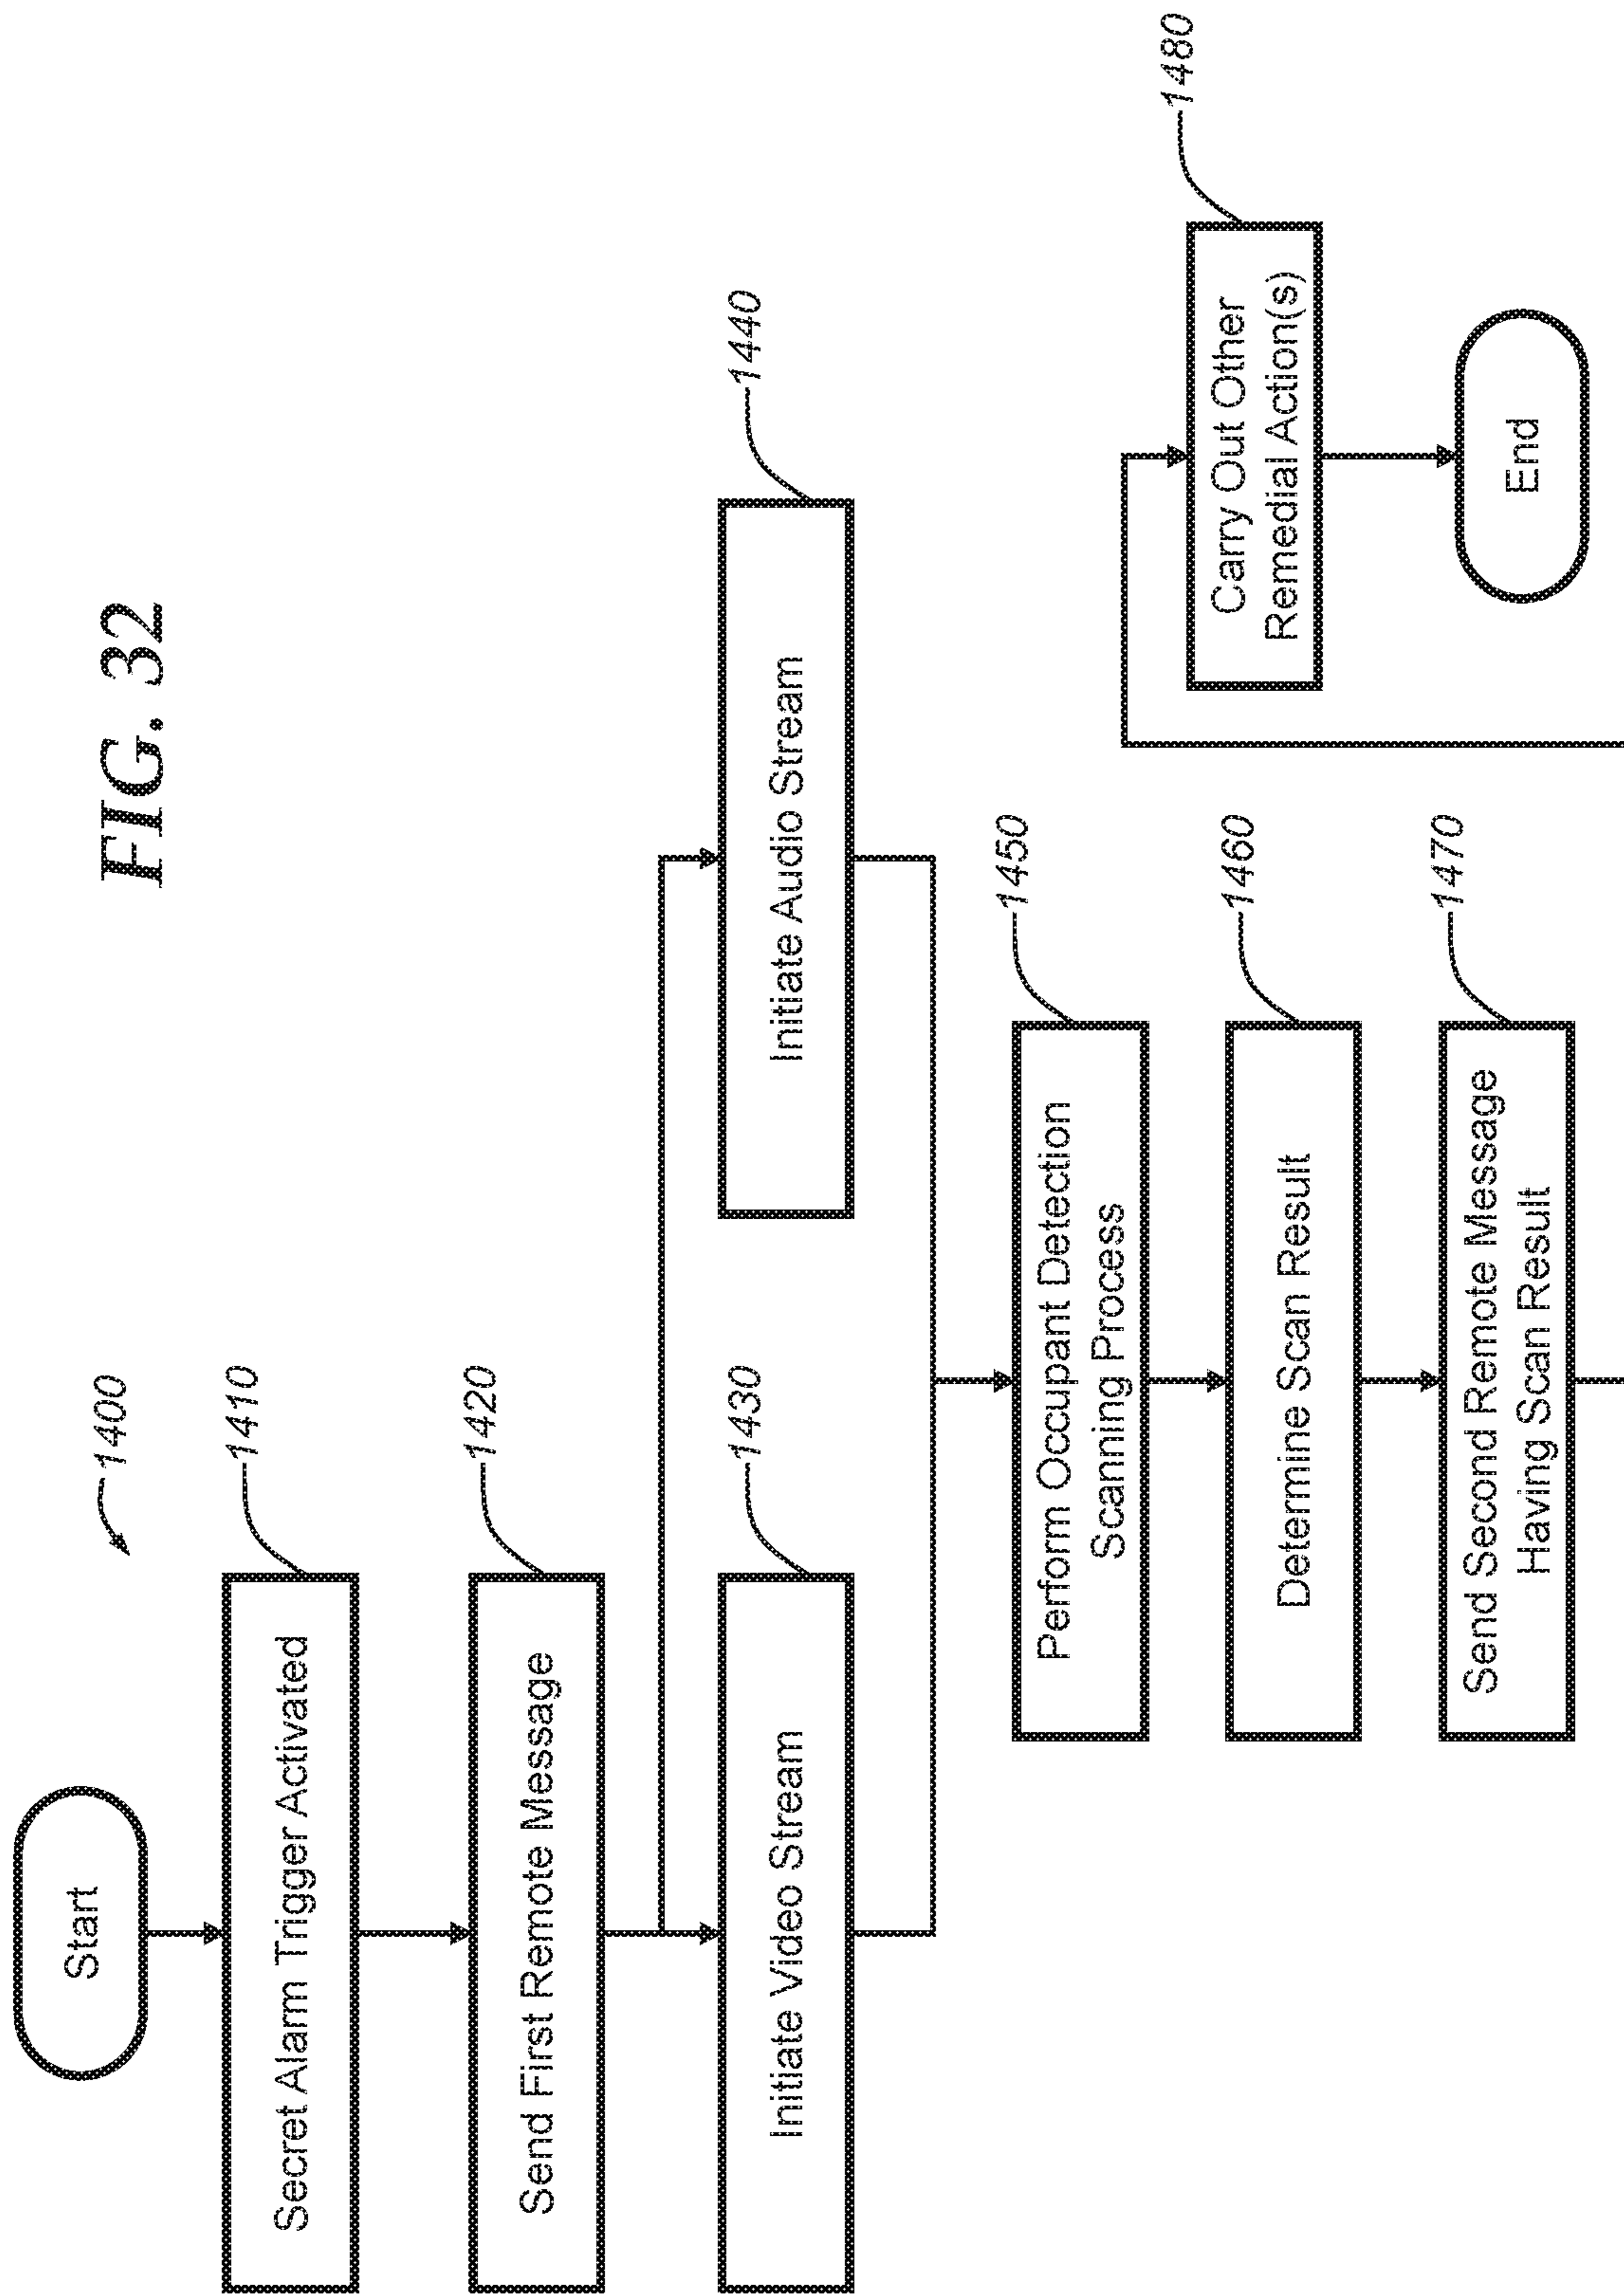 FIG. 32
1400
Start
Secret Alarm Trigger Activated
1410
Send First Remote Message
1420
Initiate Video Stream
1430
Initiate Audio Stream
1440
Perform Occupant Detection
Scanning Process
1450
Determine Scan Result
1460
Send Second Remote Message
Having Scan Result
1470
Carry Out Other
Remedial Action(s)
1480
End